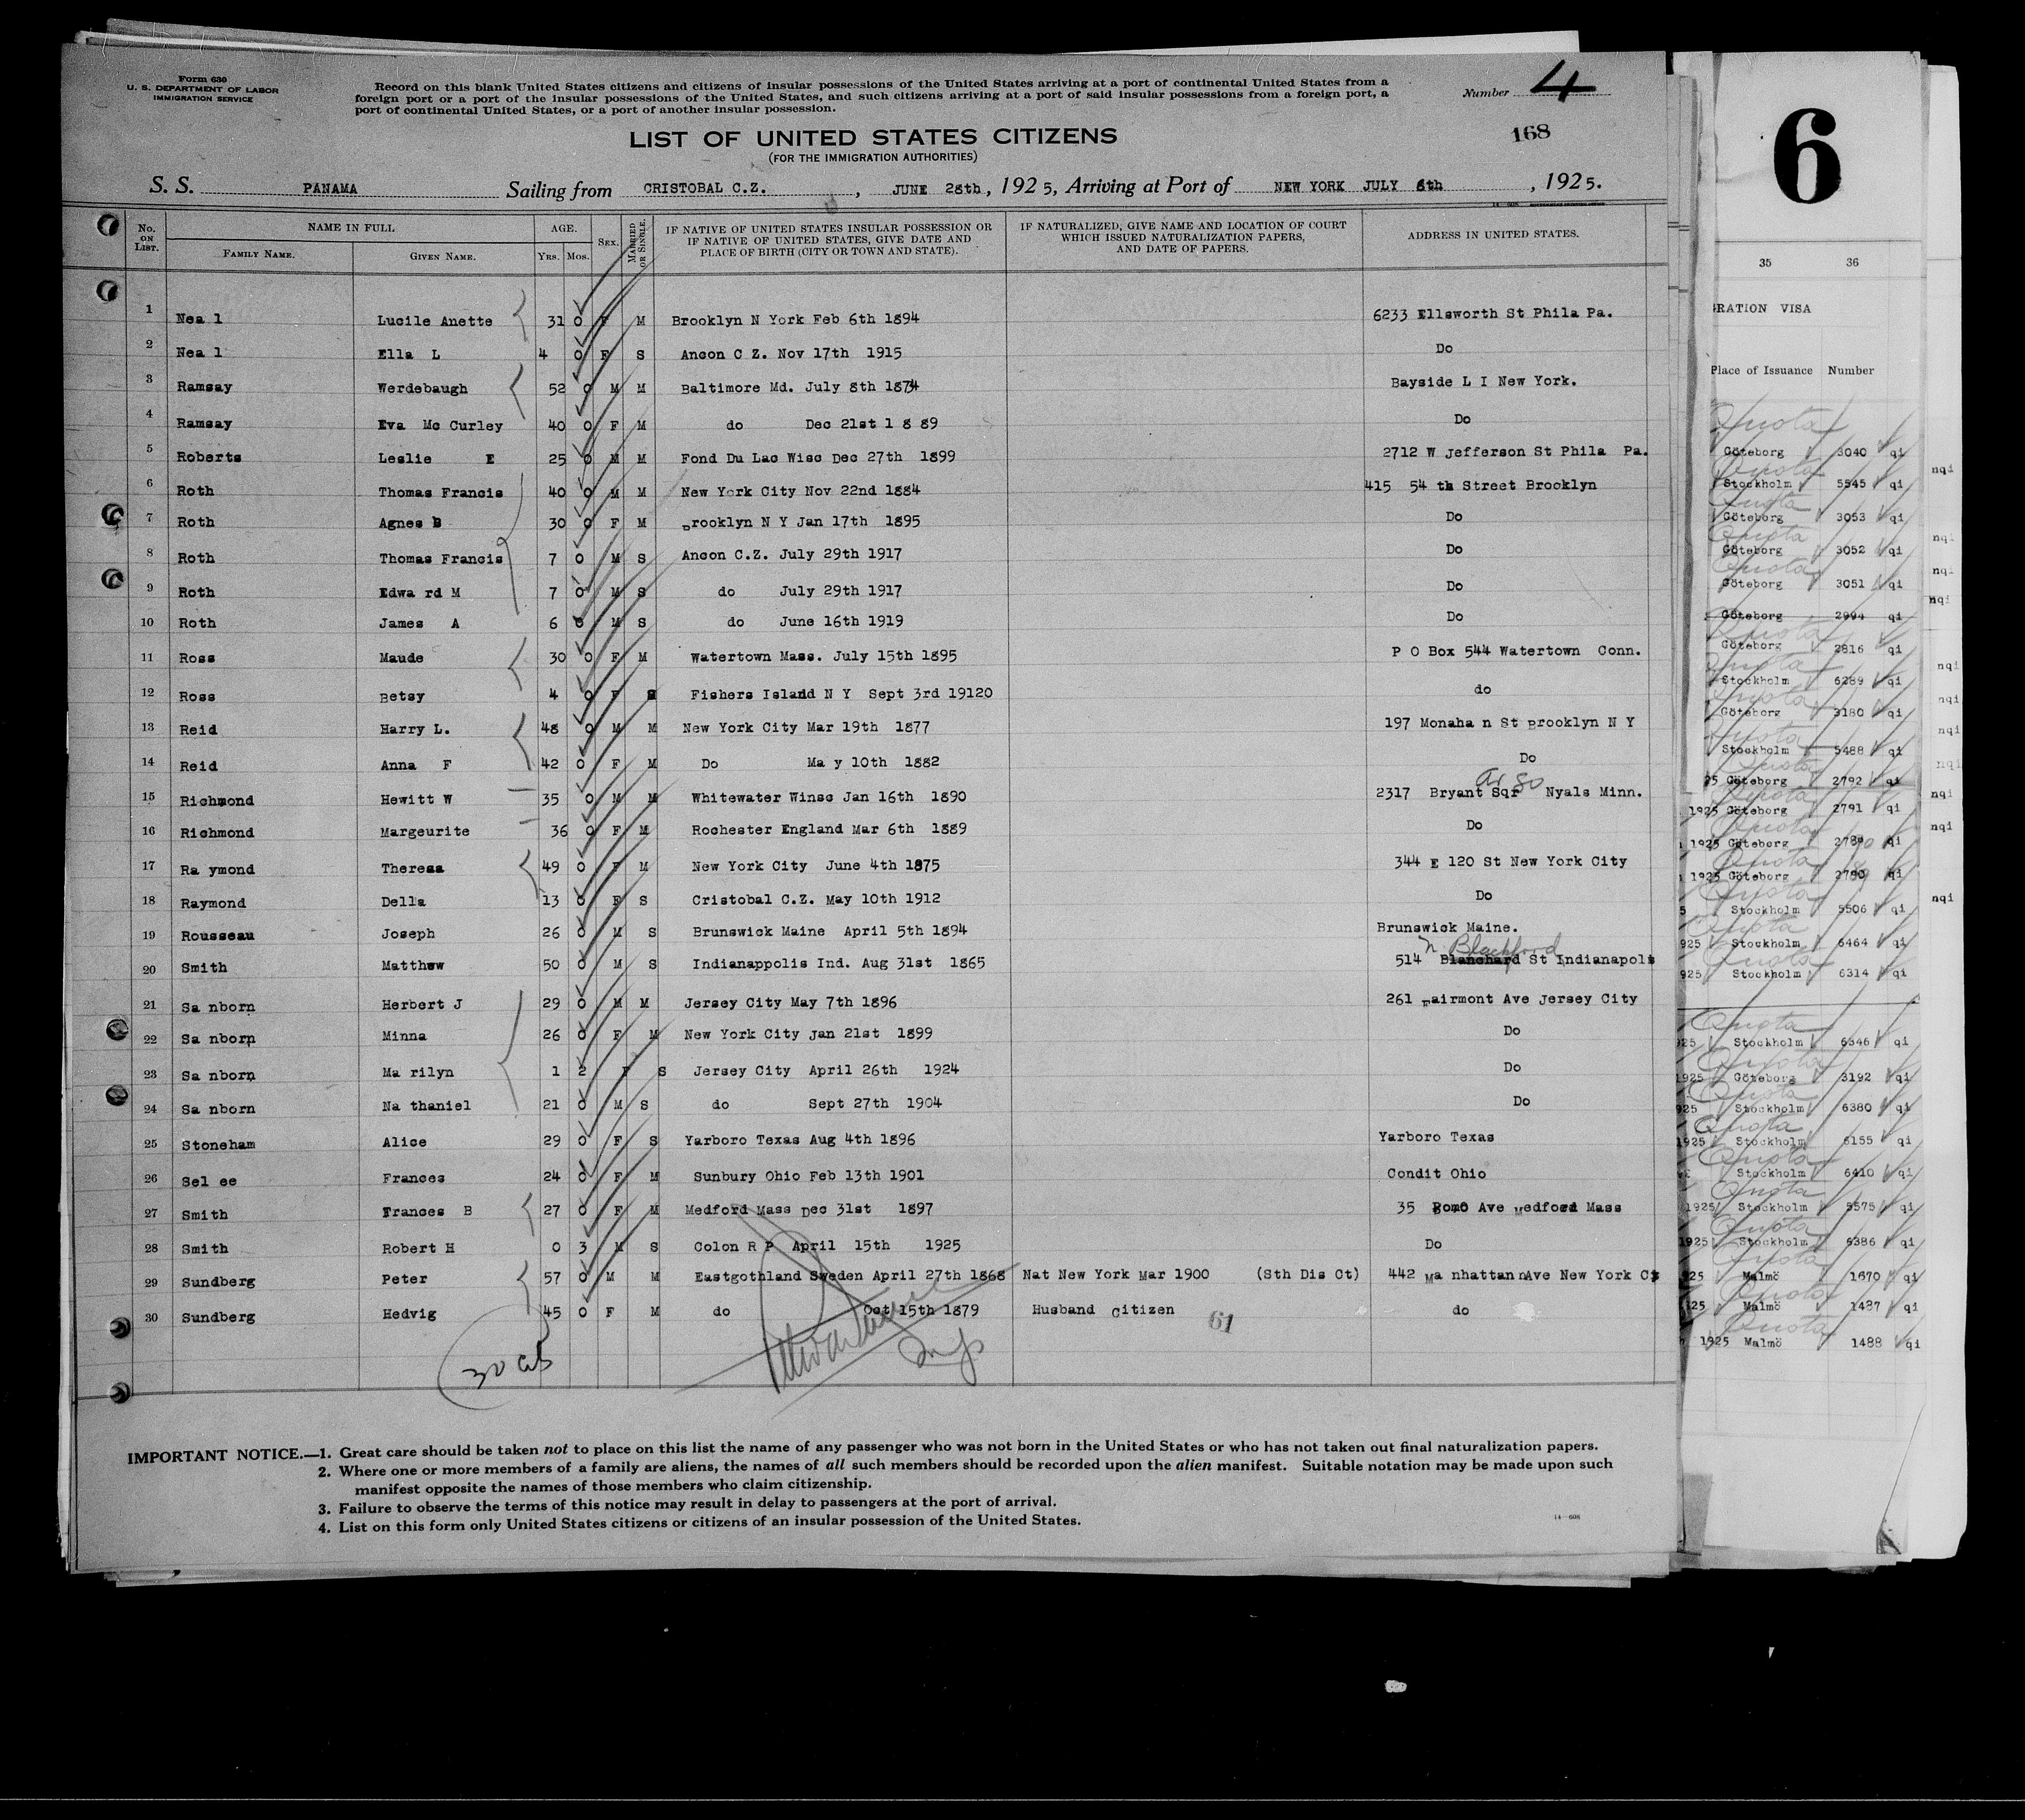 Form 630
U. S. DEPARTMENT OF LABOR
IMMIGRATION SERVICE
Record on this blank United States citizens and citizens of insular possessions of the United States arriving at a port of continental United States from a
foreign port or a port of the insular possessions of the United States, and such citizens arriving at a port of said insular possessions from a foreign port, a
port of continental United States, or a port of another insular possession.
Number 4
168
LIST OF UNITED STATES CITIZENS
(FOR THE IMMIGRATION AUTHORITIES)
S. S. PANAMA Sailing from CRISTOBAL C.Z. , JUNE 28th, 1925, Arriving at Port of NEW YORK JULY 6th , 1925.
No. ON LIST. NAME IN FULL FAMILY NAME. GIVEN NAME. AGE. YRS. MOS. SEX. MARRIED OR SINGLE. IF NATIVE OF UNITED STATES INSULAR POSSESSION OR IF NATIVE OF UNITED STATES, GIVE DATE AND PLACE OF BIRTH (CITY OR TOWN AND STATE). IF NATURALIZED, GIVE NAME AND LOCATION OF COURT WHICH ISSUED NATURALIZATION PAPERS, AND DATE OF PAPERS. ADDRESS IN UNITED STATES.
1 Nea l Lucile Anette 31 0 F M Brooklyn N York Feb 6th 1894 6233 Ellsworth St Phila Pa.
2 Nea l Ella L 4 0 F S Ancon C Z. Nov 17th 1915 Do
3 Ramsay Werdebaugh 52 0 M M Baltimore Md. July 8th 1874 Bayside L I New York.
4 Ramsay Eva Mc Curley 40 0 F M do Dec 21st 1 8 89 Do
5 Roberts Leslie E 25 0 M M Fond Du Lac Wisc Dec 27th 1899 2712 W Jefferson St Phila Pa.
6 Roth Thomas Francis 40 0 M M New York City Nov 22nd 1884 415 54 th Street Brooklyn
7 Roth Agnes B 30 0 F M Brooklyn N Y Jan 17th 1895 Do
8 Roth Thomas Francis 7 0 M S Ancon C.Z. July 29th 1917 Do
9 Roth Edwa rd M 7 0 M S do July 29th 1917 Do
10 Roth James A 6 0 M S do June 16th 1919 Do
11 Ross Maude 30 0 F M Watertown Mass. July 15th 1895 P O Box 544 Watertown Conn.
12 Ross Betsy 4 0 F S Fishers Island N Y Sept 3rd 19120 do
13 Reid Harry L. 48 0 M M New York City Mar 19th 1877 197 Monaha n St Brooklyn N Y
14 Reid Anna F 42 0 F M Do Ma y 10th 1882 Do
15 Richmond Hewitt W 35 0 M M Whitewater Winsc Jan 16th 1890 2317 Bryant Sqr Nyals Minn.
16 Richmond Margeurite 36 0 F M Rochester England Mar 6th 1889 Do
17 Ra ymond Theresa 49 0 F M New York City June 4th 1875 344 E 120 St New York City
18 Raymond Della 13 0 F S Cristobal C.Z. May 10th 1912 Do
19 Rousseau Joseph 26 0 M S Brunswick Maine April 5th 1894 Brunswick Maine.
N Blackford
20 Smith Matthew 50 0 M S Indianappolis Ind. Aug 31st 1865 514 Blanchard St Indianapolis
21 Sa nborn Herbert J 29 0 M M Jersey City May 7th 1896 261 Fairmont Ave Jersey City
22 Sa nborn Minna 26 0 F M New York City Jan 21st 1899 Do
23 Sa nborn Ma rilyn 1 2 F S Jersey City April 26th 1924 Do
24 Sa nborn Na thaniel 21 0 M S do Sept 27th 1904 Do
25 Stoneham Alice 29 0 F S Yarboro Texas Aug 4th 1896 Yarboro Texas
26 Sel ee Frances 24 0 F M Sunbury Ohio Feb 13th 1901 Condit Ohio
27 Smith Frances B 27 0 F M Medford Mass Dec 31st 1897 35 Ave Medford Mass
28 Smith Robert H 0 3 M S Colon R P April 15th 1925 Do
29 Sundberg Peter 57 0 M M Eastgothland Sweden April 27th 1868 Nat New York Mar 1900 (Sth Dis Ct) 442 Ma nhattan Ave New York Ct
30 Sundberg Hedvig 45 0 F M do Oct 15th 1879 Husband Citizen do
61
IMPORTANT NOTICE.—1. Great care should be taken not to place on this list the name of any passenger who was not born in the United States or who has not taken out final naturalization papers.
2. Where one or more members of a family are aliens, the names of all such members should be recorded upon the alien manifest. Suitable notation may be made upon such
manifest opposite the names of those members who claim citizenship.
3. Failure to observe the terms of this notice may result in delay to passengers at the port of arrival.
4. List on this form only United States citizens or citizens of an insular possession of the United States.
14—608
6
35 36
RATION VISA
Place of Issuance Number
Quota
Göteborg 3040 qi
nqi
Stockholm 5545 qi
Göteborg 3053 qi
nqi
Göteborg 3052 qi
nqi
Göteborg 3051 qi
nqi
Göteborg 2994 qi
Göteborg 2816 qi
nqi
Stockholm 6289 qi
nqi
Göteborg 3180 qi
nqi
Stockholm 5488 qi
nqi
25 Göteborg 2792 qi
nqi
1925 Göteborg 2791 qi
nqi
1925 Göteborg qi
1925 Göteborg qi
nqi
5 Stockholm 5506 qi
925 Stockholm 6464 qi
925 Stockholm 6314 qi
Quota
925 Stockholm 6346 qi
1925 Göteborg 3192 qi
925 Stockholm 6380 qi
1925 Stockholm 6155 qi
Stockholm 6410 qi
1925 Stockholm 5575 qi
1925 Stockholm 6386 qi
925 Malmö 1670 qi
925 Malmö 1487 qi
1925 Malmö 1488 qi